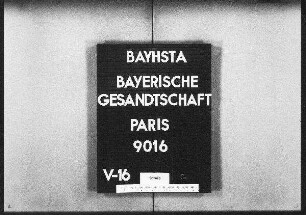 BAYHSTA
BAYERISCHE
GESANDTSCHAFT
PARIS
9016
V-16